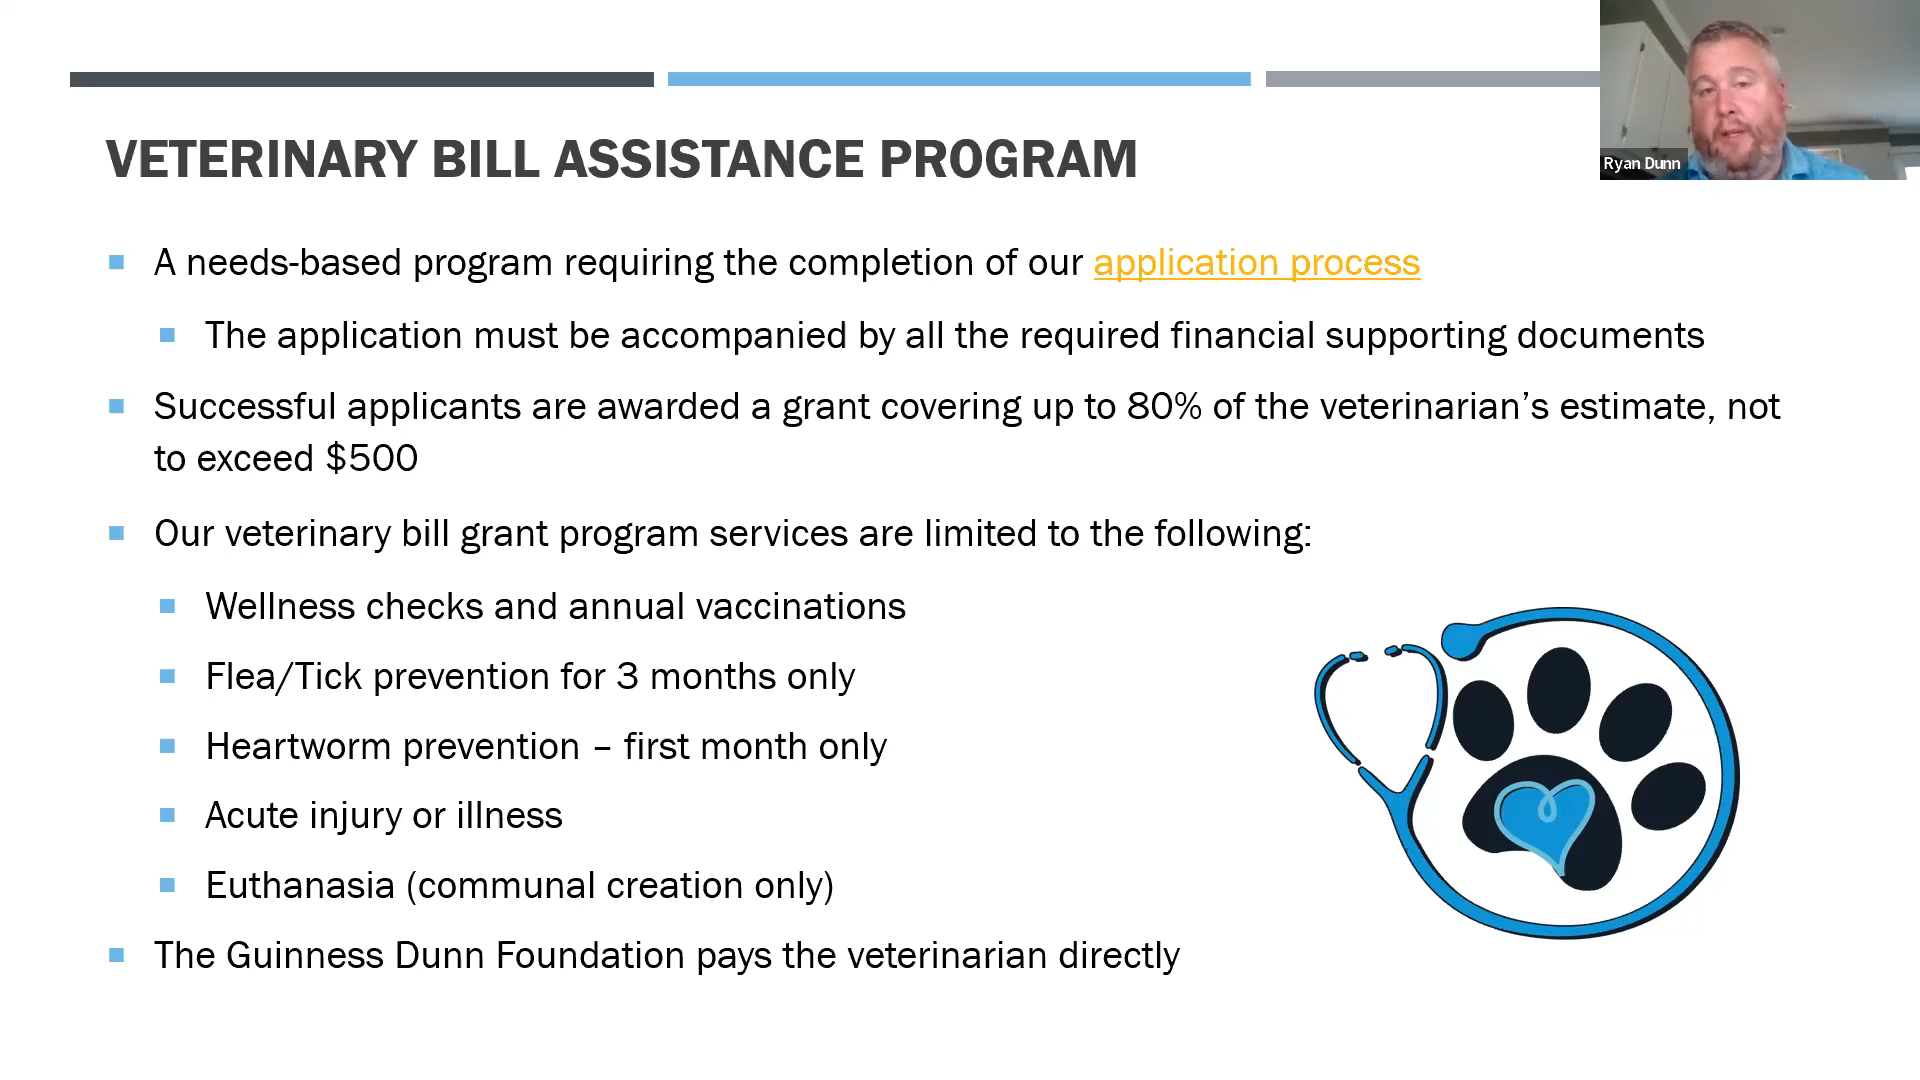 VETERINARY BILL ASSISTANCE PROGRAM
Ryan Dunn
A needs-based program requiring the completion of our application process
The application must be accompanied by all the required financial supporting documents
Successful applicants are awarded a grant covering up to 80% of the veterinarian’s estimate, not
to exceed $500
Our veterinary bill grant program services are limited to the following:
Wellness checks and annual vaccinations
Flea/Tick prevention for 3 months only
Heartworm prevention – first month only
Acute injury or illness
Euthanasia (communal creation only)
The Guinness Dunn Foundation pays the veterinarian directly